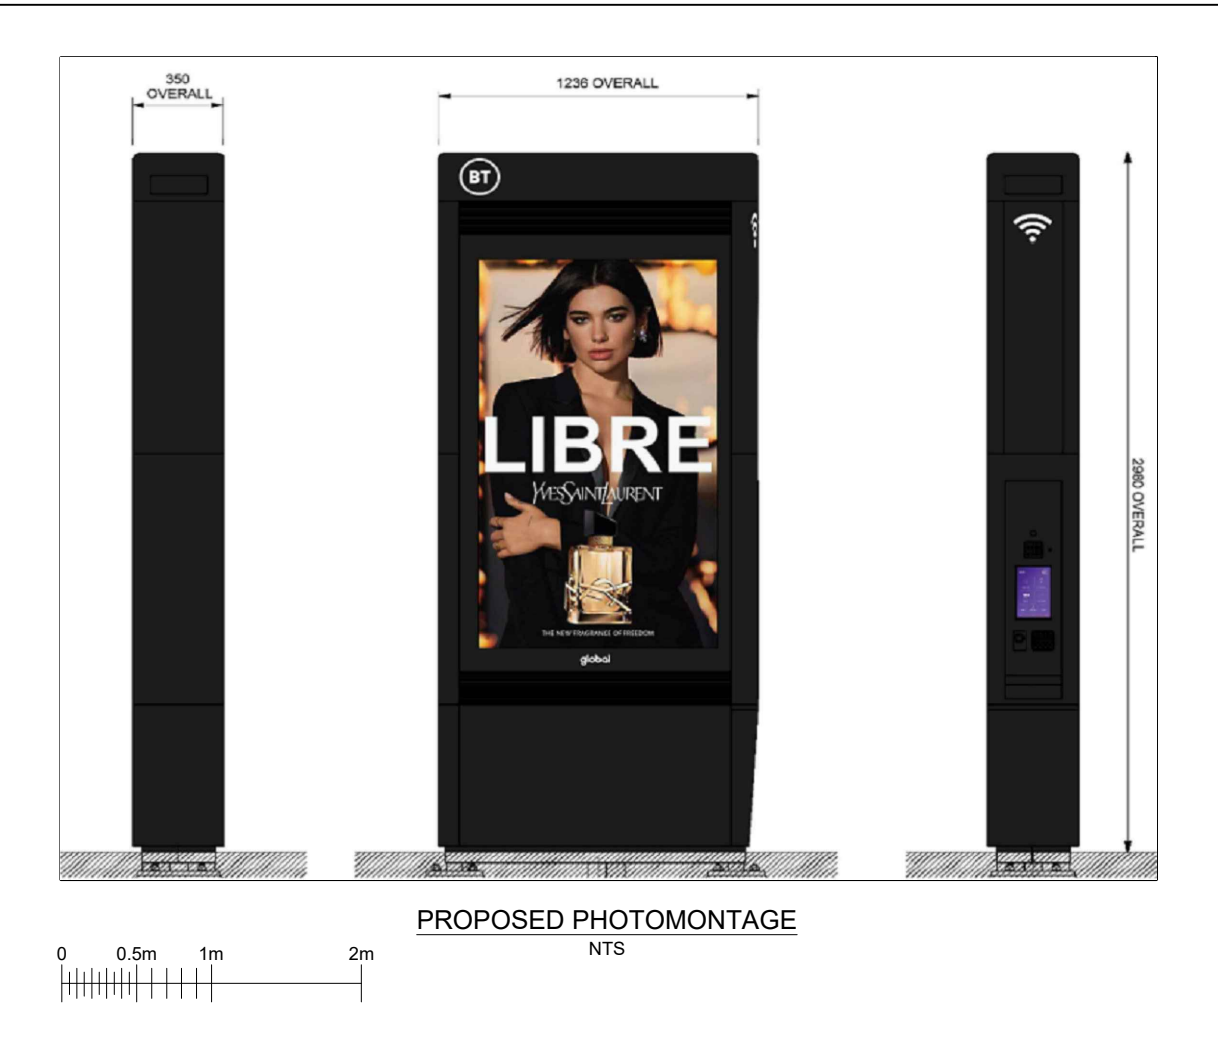 350
OVERALL
1236 OVERALL
BT
LIBRE
YVESSAINTLAURENT
THE NEW FRAGRANCE OF FREEDOM
global
2980 OVERALL
PROPOSED PHOTOMONTAGE
NTS
0 0.5m 1m 2m